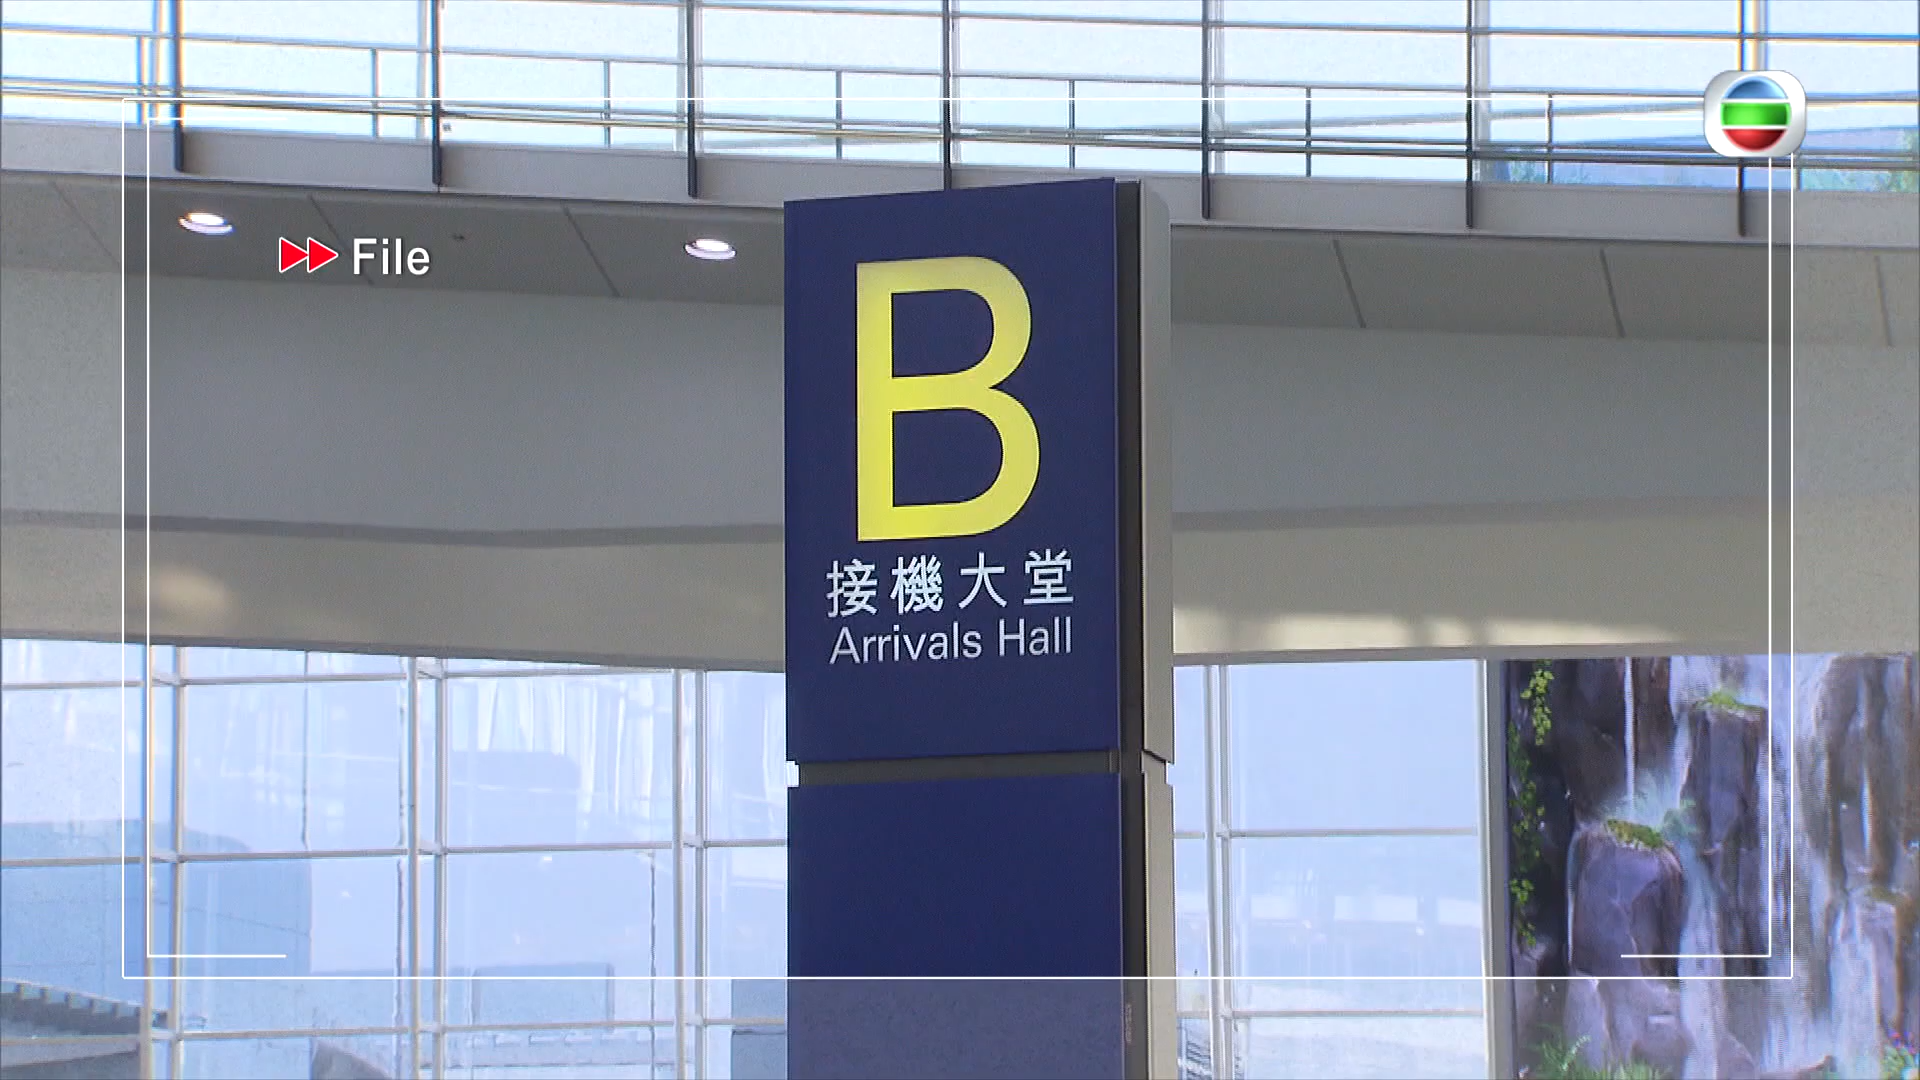 File
B
接機大堂
Arrivals Hall